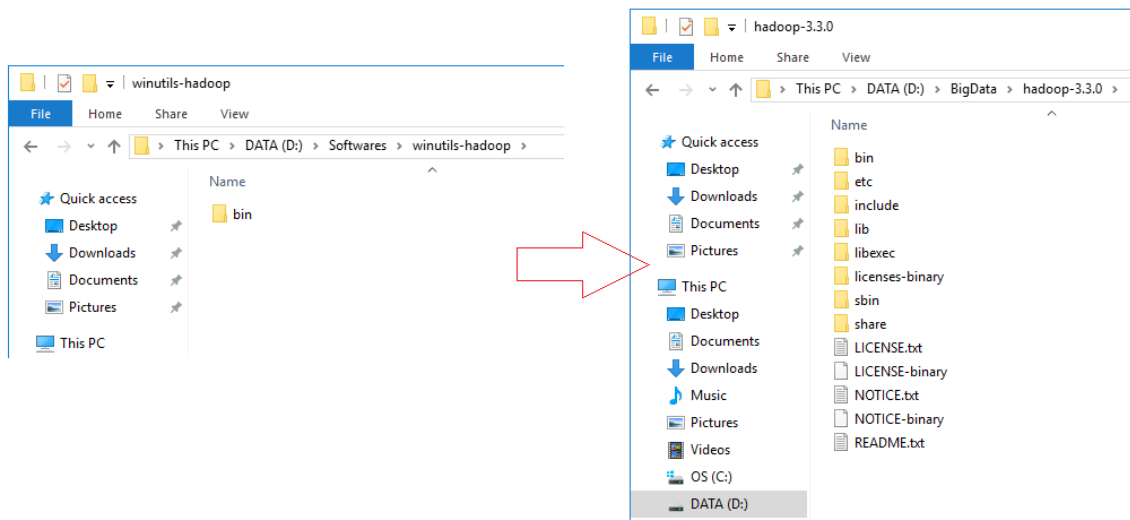 winutils-hadoop
File Home Share View
This PC > DATA (D:) > Softwares > winutils-hadoop >
Name
Quick access
Desktop
Downloads
Documents
Pictures
This PC
bin
hadoop-3.3.0
File Home Share View
This PC > DATA (D:) > BigData > hadoop-3.3.0 >
Quick access
Desktop
Downloads
Documents
Pictures
This PC
Desktop
Documents
Downloads
Music
Pictures
Videos
OS (C:)
DATA (D:)
Name
bin
etc
include
lib
libexec
licenses-binary
sbin
share
LICENSE.txt
LICENSE-binary
NOTICE.txt
NOTICE-binary
README.txt